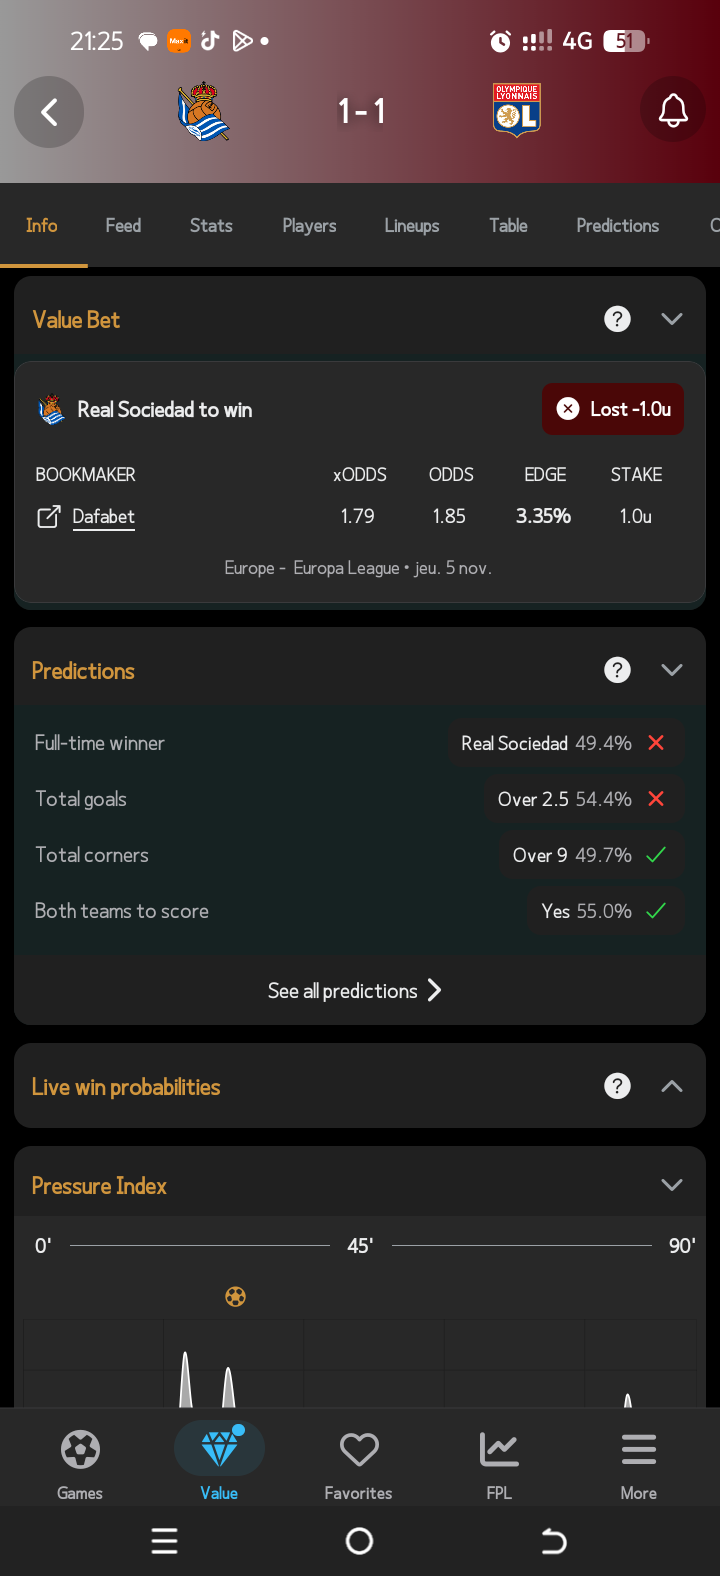 21:25 Maxit 4G 51
1 - 1
OLYMPIQUE LYONNAIS
OL
Info Feed Stats Players Lineups Table Predictions
Value Bet ?
Real Sociedad to win Lost -1.0u
BOOKMAKER xODDS ODDS EDGE STAKE
Dafabet 1.79 1.85 3.35% 1.0u
Europe - Europa League • jeu. 5 nov.
Predictions ?
Full-time winner Real Sociedad 49.4%
Total goals Over 2.5 54.4%
Total corners Over 9 49.7%
Both teams to score Yes 55.0%
See all predictions
Live win probabilities ?
Pressure Index
0' 45' 90'
Games Value Favorites FPL More